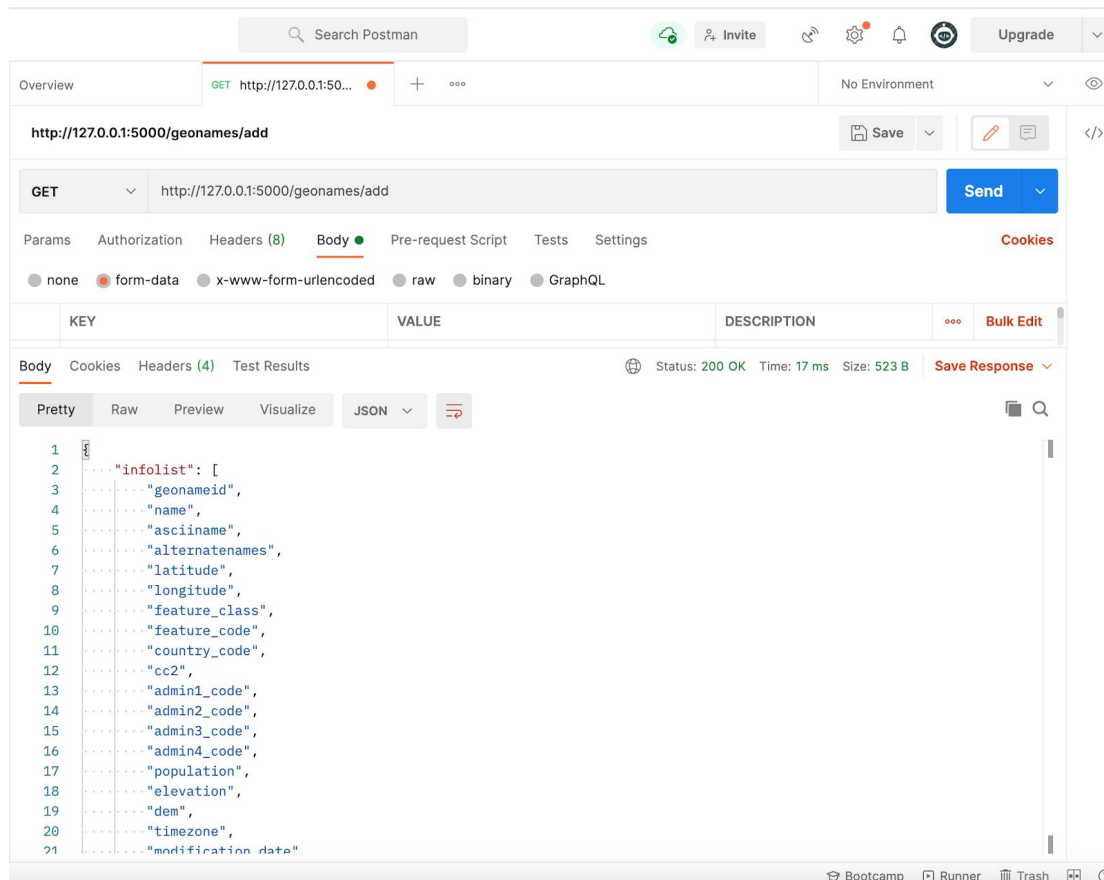 Search Postman Invite Upgrade
Overview GET http://127.0.0.1:50... No Environment
http://127.0.0.1:5000/geonames/add Save
GET http://127.0.0.1:5000/geonames/add Send
Params Authorization Headers (8) Body Pre-request Script Tests Settings Cookies
none form-data x-www-form-urlencoded raw binary GraphQL
KEY VALUE DESCRIPTION Bulk Edit
Body Cookies Headers (4) Test Results Status: 200 OK Time: 17 ms Size: 523 B Save Response
Pretty Raw Preview Visualize JSON
1 {
2 "infolist": [
3 "geonameid",
4 "name",
5 "asciiname",
6 "alternatenames",
7 "latitude",
8 "longitude",
9 "feature_class",
10 "feature_code",
11 "country_code",
12 "cc2",
13 "admin1_code",
14 "admin2_code",
15 "admin3_code",
16 "admin4_code",
17 "population",
18 "elevation",
19 "dem",
20 "timezone",
21 "modification_date"
Bootcamp Runner Trash